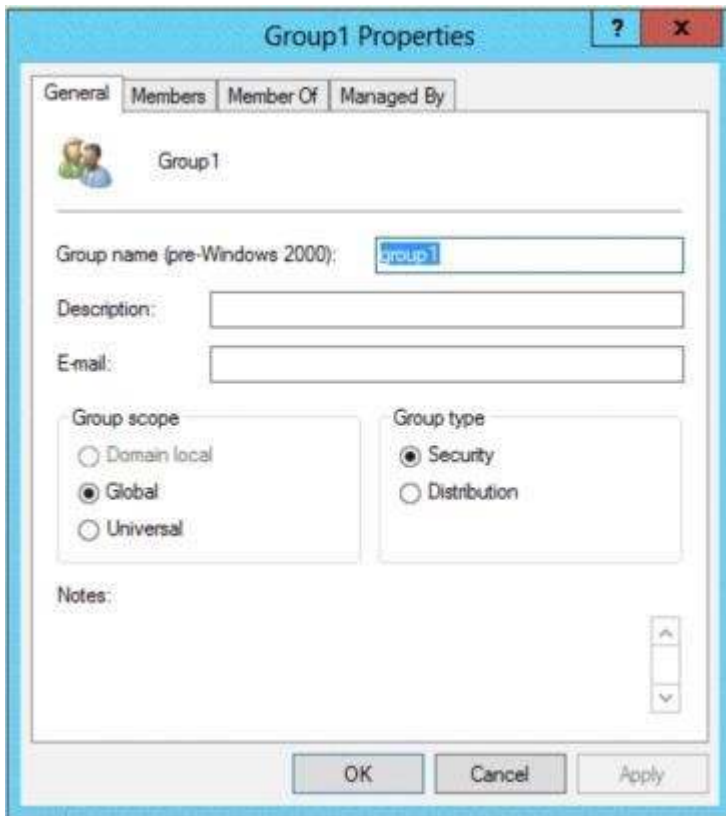 Group1 Properties
?
x
General Members Member Of Managed By
Group1
Group name (pre-Windows 2000): group1
Description:
E-mail:
Group scope
Domain local
Global
Universal
Group type
Security
Distribution
Notes:
OK Cancel Apply